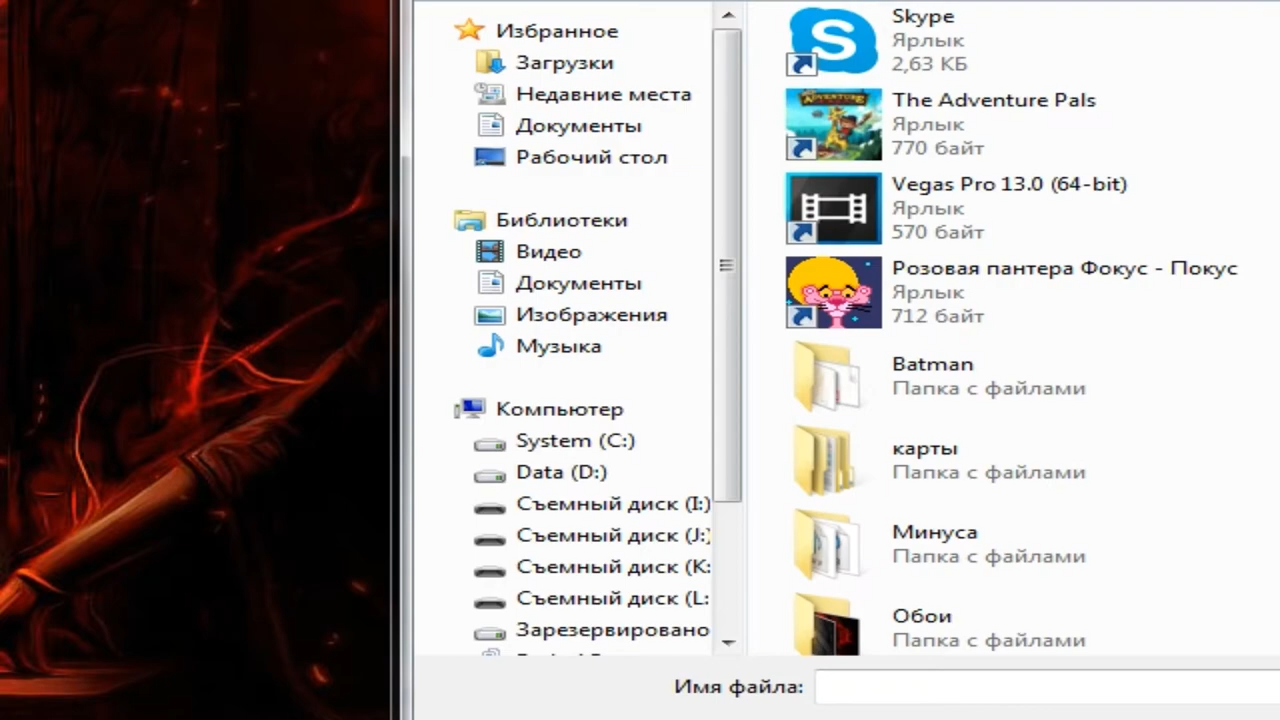 Избранное
Загрузки
Недавние места
Документы
Рабочий стол
Библиотеки
Видео
Документы
Изображения
Музыка
Компьютер
System (C:)
Data (D:)
Съемный диск (I:)
Съемный диск (J:)
Съемный диск (K:
Съемный диск (L:
Зарезервировано
Skype
Ярлык
2,63 КБ
The Adventure Pals
Ярлык
770 байт
Vegas Pro 13.0 (64-bit)
Ярлык
570 байт
Розовая пантера Фокус - Покус
Ярлык
712 байт
Batman
Папка с файлами
карты
Папка с файлами
Минуса
Папка с файлами
Обои
Папка с файлами
Имя файла: